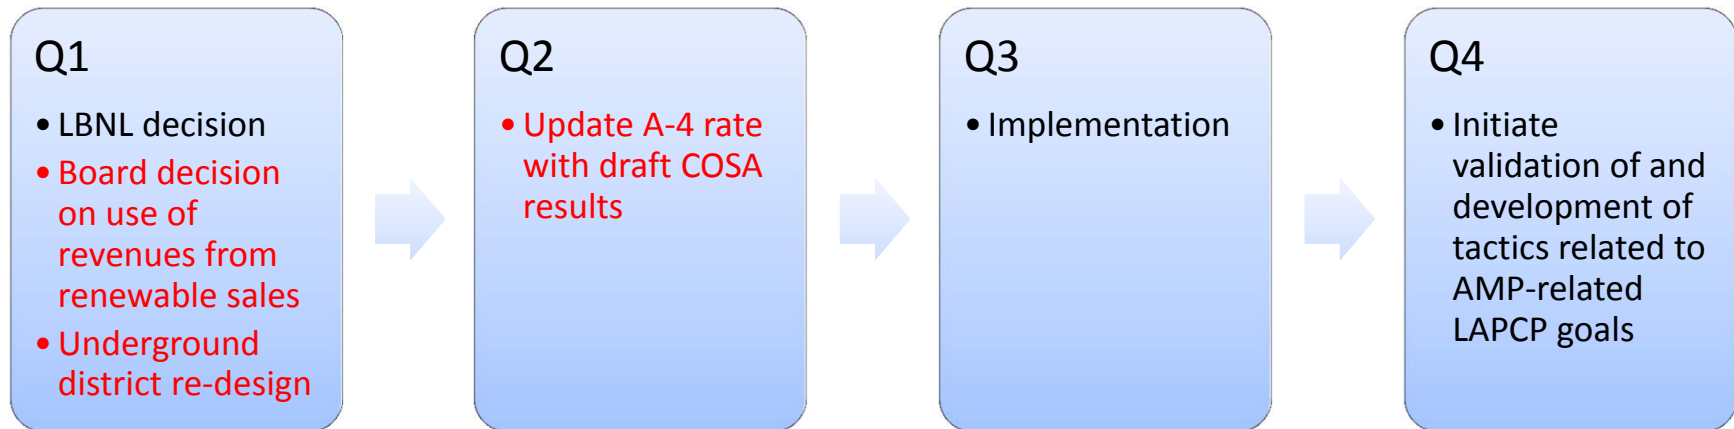 Q1
• LBNL decision
• Board decision
on use of
revenues from
renewable sales
• Underground
district re-design
Q2
• Update A-4 rate
with draft COSA
results
Q3
• Implementation
Q4
• Initiate
validation of and
development of
tactics related to
AMP-related
LAPCP goals